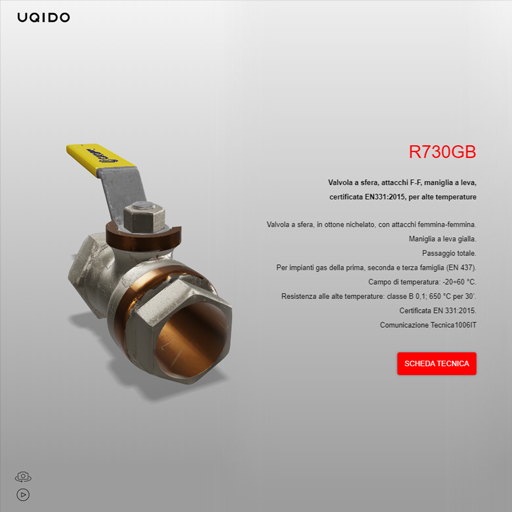 UQIDO
R730GB
Valvola a sfera, attacchi F-F, maniglia a leva,
certificata EN331:2015, per alte temperature
Valvola a sfera, in ottone nichelato, con attacchi femmina-femmina.
Maniglia a leva gialla.
Passaggio totale.
Per impianti gas della prima, seconda e terza famiglia (EN 437).
Campo di temperatura: -20÷60 °C.
Resistenza alle alte temperature: classe B 0,1; 650 °C per 30'.
Certificata EN 331:2015.
Comunicazione Tecnica1006IT
SCHEDA TECNICA